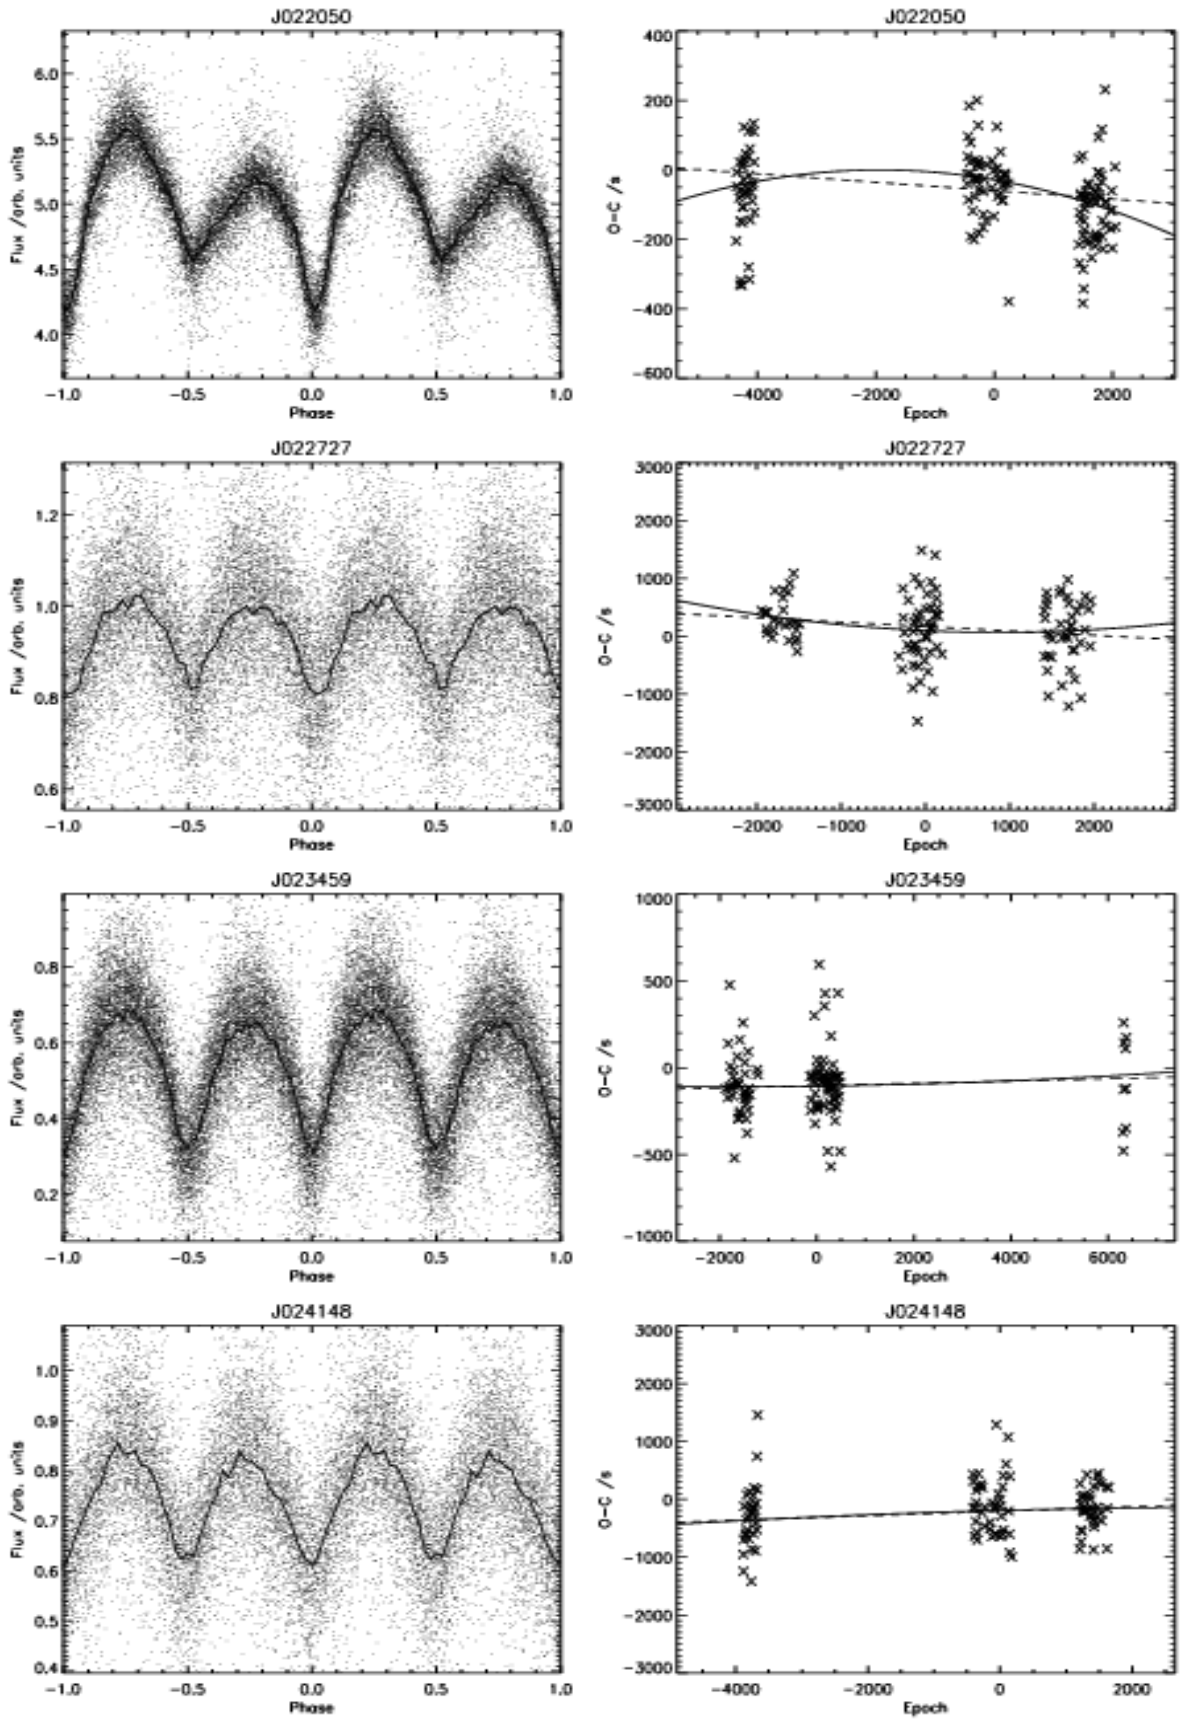 J022050
6.0
5.5
5.0
4.5
4.0
Flux /arb. units
-1.0 -0.5 0.0 0.5 1.0
Phase
J022050
400
200
0
-200
-400
-600
O-C /s
-4000 -2000 0 2000
Epoch
J022727
1.2
1.0
0.8
0.6
Flux /arb. units
-1.0 -0.5 0.0 0.5 1.0
Phase
J022727
3000
2000
1000
0
-1000
-2000
-3000
O-C /s
-2000 -1000 0 1000 2000
Epoch
J023459
0.8
0.6
0.4
0.2
Flux /arb. units
-1.0 -0.5 0.0 0.5 1.0
Phase
J023459
1000
500
0
-500
-1000
O-C /s
-2000 0 2000 4000 6000
Epoch
J024148
1.0
0.9
0.8
0.7
0.6
0.5
0.4
Flux /arb. units
-1.0 -0.5 0.0 0.5 1.0
Phase
J024148
3000
2000
1000
0
-1000
-2000
-3000
O-C /s
-4000 -2000 0 2000
Epoch